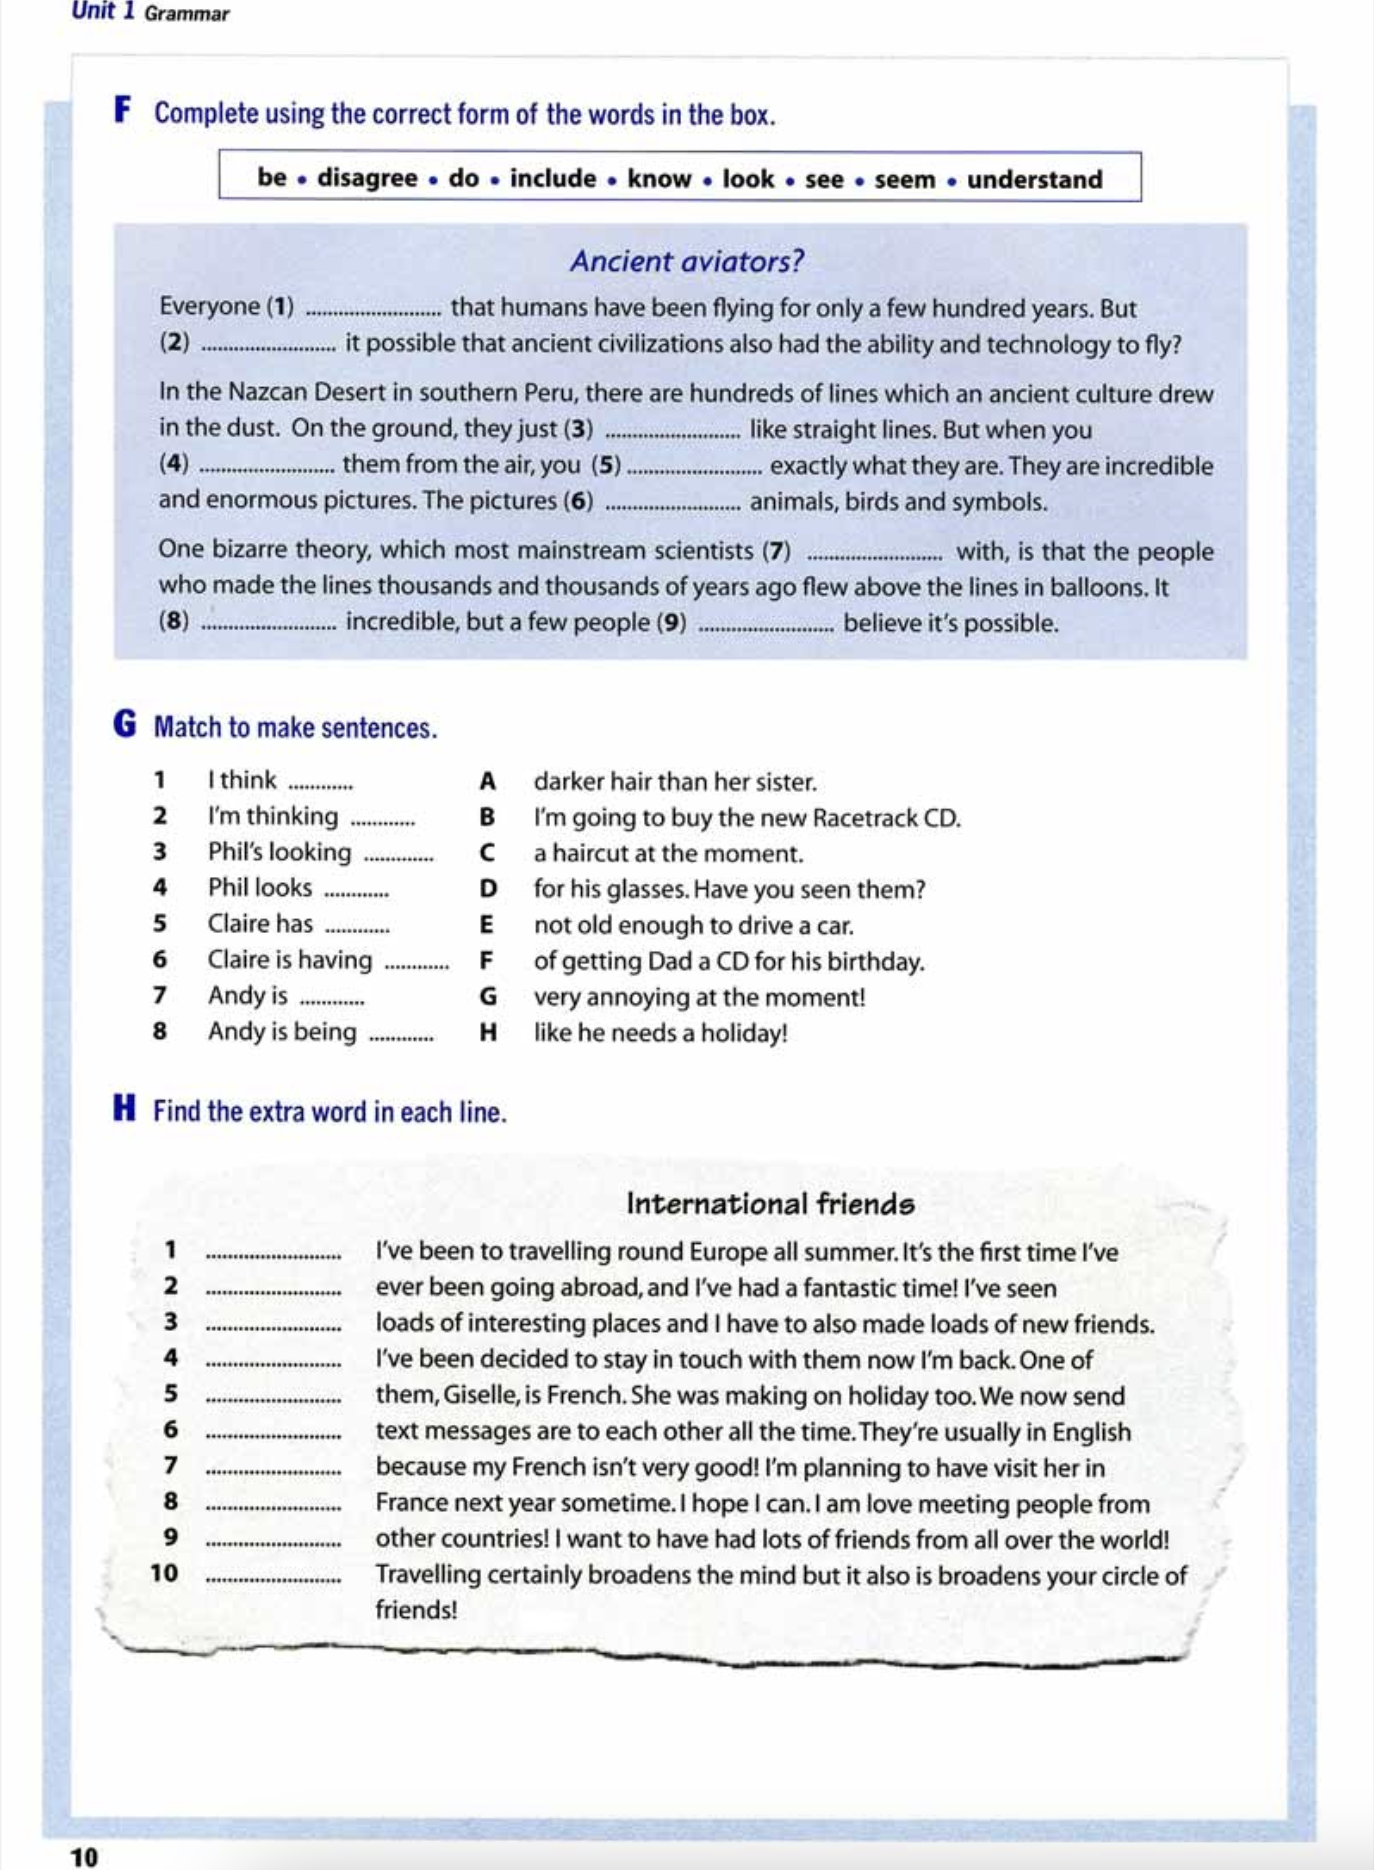 Unit 1 Grammar
F Complete using the correct form of the words in the box.
be • disagree • do • include • know • look • see • seem • understand
Ancient aviators?
Everyone (1) ........................ that humans have been flying for only a few hundred years. But
(2) ........................ it possible that ancient civilizations also had the ability and technology to fly?
In the Nazcan Desert in southern Peru, there are hundreds of lines which an ancient culture drew
in the dust. On the ground, they just (3) ........................ like straight lines. But when you
(4) ........................ them from the air, you (5) ........................ exactly what they are. They are incredible
and enormous pictures. The pictures (6) ........................ animals, birds and symbols.
One bizarre theory, which most mainstream scientists (7) ........................ with, is that the people
who made the lines thousands and thousands of years ago flew above the lines in balloons. It
(8) ........................ incredible, but a few people (9) ........................ believe it's possible.
G Match to make sentences.
1 I think ............ A darker hair than her sister.
2 I'm thinking ............ B I'm going to buy the new Racetrack CD.
3 Phil's looking ............ C a haircut at the moment.
4 Phil looks ............ D for his glasses. Have you seen them?
5 Claire has ............ E not old enough to drive a car.
6 Claire is having ............ F of getting Dad a CD for his birthday.
7 Andy is ............ G very annoying at the moment!
8 Andy is being ............ H like he needs a holiday!
H Find the extra word in each line.
International friends
1 ........................ I've been to travelling round Europe all summer. It's the first time I've
2 ........................ ever been going abroad, and I've had a fantastic time! I've seen
3 ........................ loads of interesting places and I have to also made loads of new friends.
4 ........................ I've been decided to stay in touch with them now I'm back. One of
5 ........................ them, Giselle, is French. She was making on holiday too. We now send
6 ........................ text messages are to each other all the time. They're usually in English
7 ........................ because my French isn't very good! I'm planning to have visit her in
8 ........................ France next year sometime. I hope I can. I am love meeting people from
9 ........................ other countries! I want to have had lots of friends from all over the world!
10 ........................ Travelling certainly broadens the mind but it also is broadens your circle of
friends!
10